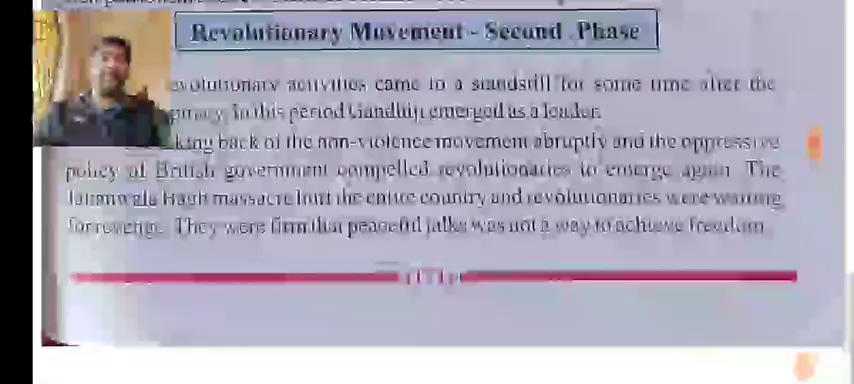 Revolutionary Movement - Second Phase
evolutionary activities came to a standstill for some time after the
piracy. In this period Gandhiji emerged as a leader.
king back of the non-violence movement abruptly and the oppressive
policy of British government compelled revolutionaries to emerge again. The
Jalianwala Bagh massacre hurt the entire country and revolutionaries were waiting
for revenge. They were firm that peaceful talks was not a way to achieve freedom.